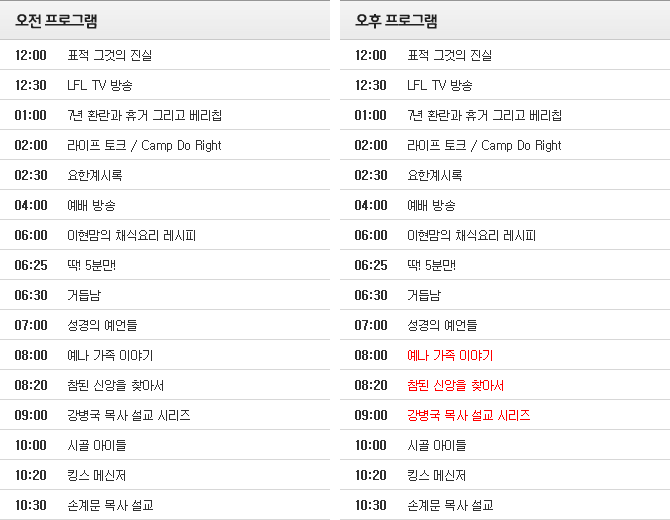 오전 프로그램
12:00 표적 그것의 진실
12:30 LFL TV 방송
01:00 7년 환란과 휴거 그리고 베리칩
02:00 라이프 토크 / Camp Do Right
02:30 요한계시록
04:00 예배 방송
06:00 이현맘의 채식요리 레시피
06:25 딱! 5분만!
06:30 거듭남
07:00 성경의 예언들
08:00 예나 가족 이야기
08:20 참된 신앙을 찾아서
09:00 강병국 목사 설교 시리즈
10:00 시골 아이들
10:20 킹스 메신저
10:30 손계문 목사 설교
오후 프로그램
12:00 표적 그것의 진실
12:30 LFL TV 방송
01:00 7년 환란과 휴거 그리고 베리칩
02:00 라이프 토크 / Camp Do Right
02:30 요한계시록
04:00 예배 방송
06:00 이현맘의 채식요리 레시피
06:25 딱! 5분만!
06:30 거듭남
07:00 성경의 예언들
08:00 예나 가족 이야기
08:20 참된 신앙을 찾아서
09:00 강병국 목사 설교 시리즈
10:00 시골 아이들
10:20 킹스 메신저
10:30 손계문 목사 설교